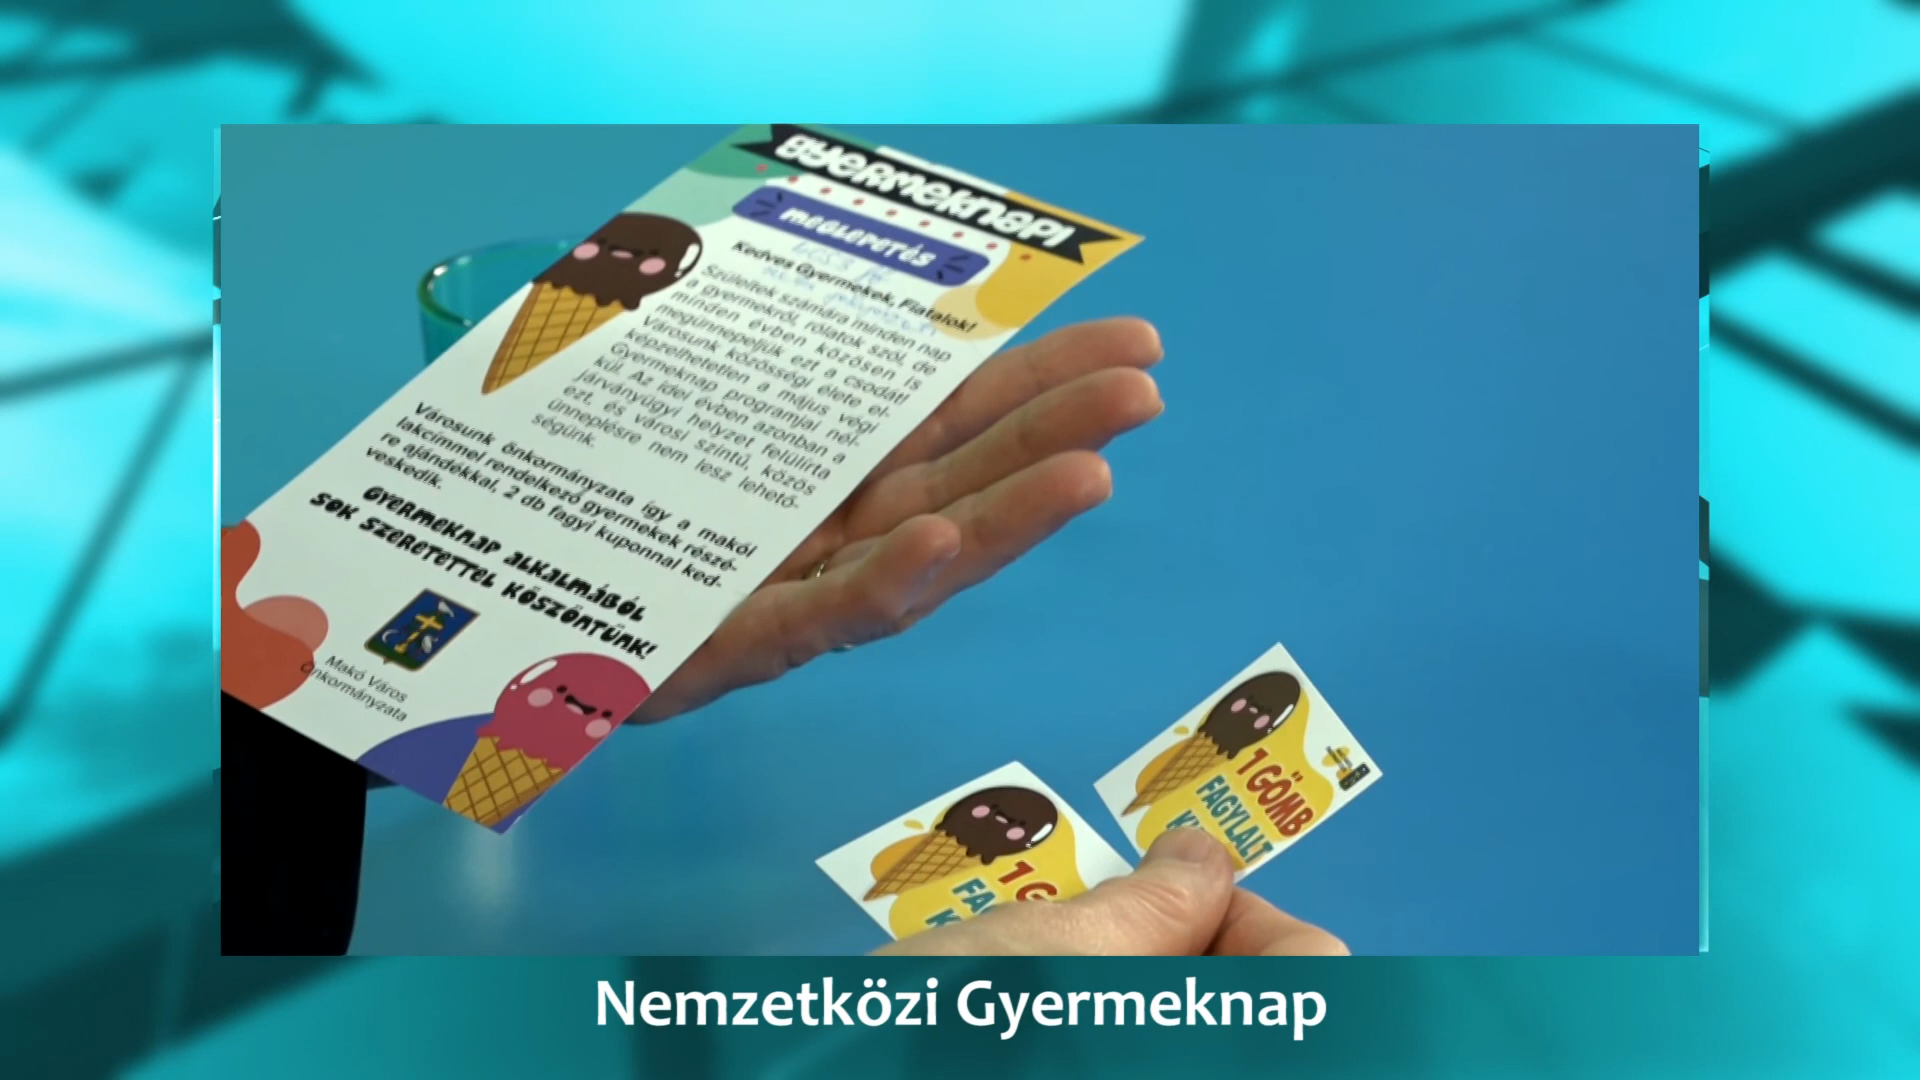 GYERMEKNAPI
MEGLEPETÉS
Kedves Gyermekek, Fiatalok!
Szüleitek számára minden nap
a gyermekről, rólatok szól, de
minden évben közösen is
megünnepeljük ezt a csodát!
Városunk közösségi élete el-
képzelhetetlen a május végi
Gyermeknap programjai nél-
kül. Az idei évben azonban a
járványügyi helyzet felülírta
ezt, és városi szintű, közös
ünneplésre nem lesz lehető-
ségünk.
Városunk önkormányzata így a makói
lakcímmel rendelkező gyermekek részé-
re ajándékkal, 2 db fagyi kuponnal ked-
veskedik.
GYERMEKNAP ALKALMÁBÓL
SOK SZERETETTEL KÖSZÖNTÜNK!
Makó Város
Önkormányzata
1 GÖMB
FAGYLALT
K
1 G
FA
K
Nemzetközi Gyermeknap